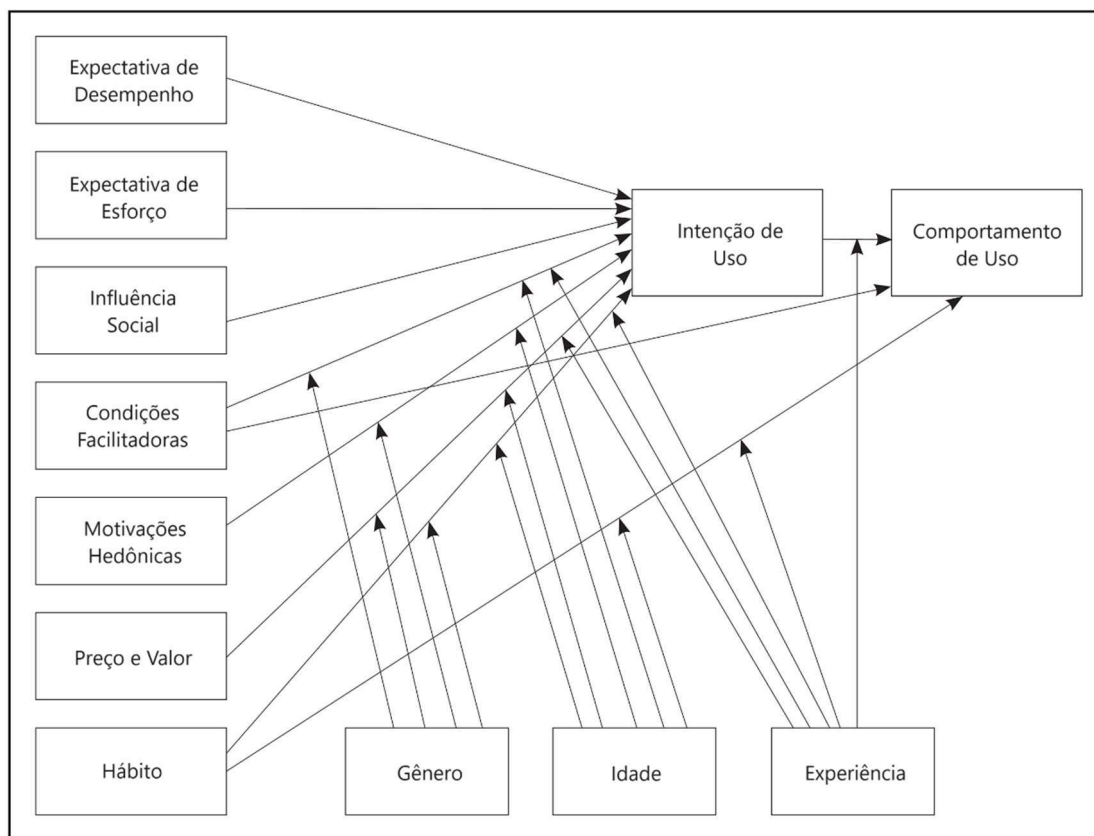 Expectativa de
Desempenho
Expectativa de
Esforço
Influência
Social
Condições
Facilitadoras
Motivações
Hedônicas
Preço e Valor
Hábito
Intenção de
Uso
Comportamento
de Uso
Gênero
Idade
Experiência